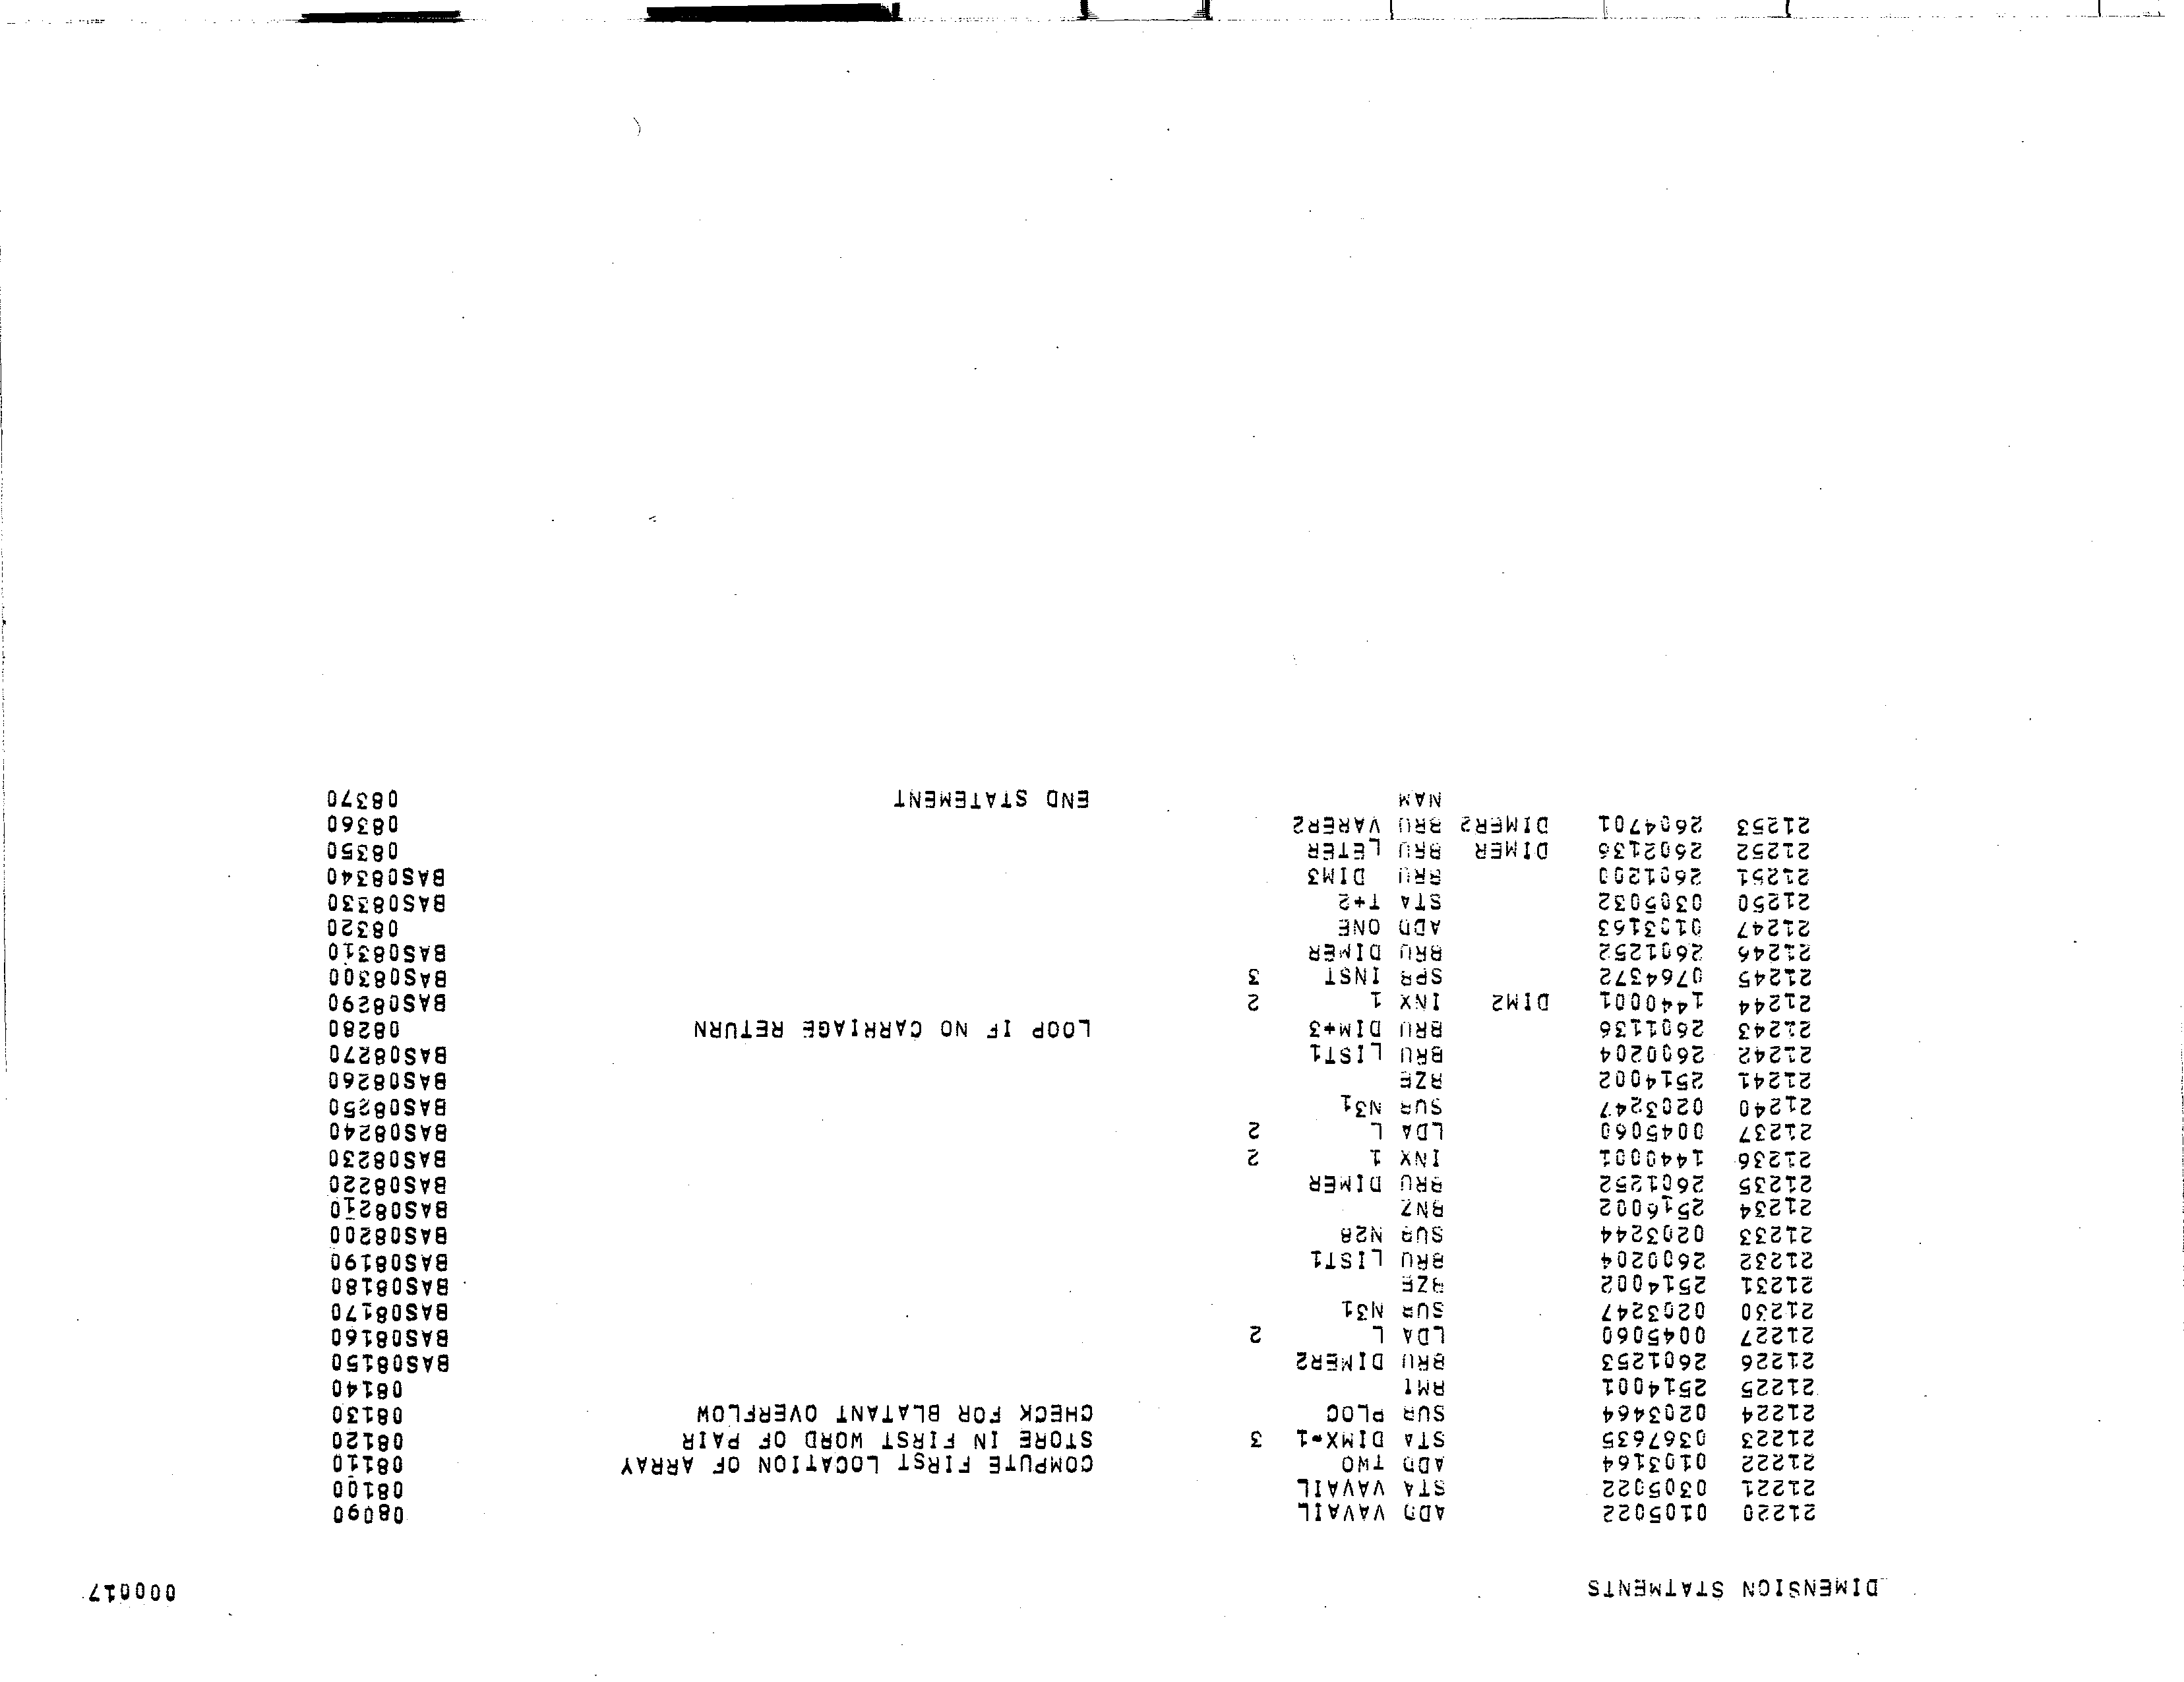 DIMENSION STATMENTS 000017
21220 0105022 ADD VAVAIL 08090
21221 0305022 STA VAVAIL 08100
21222 0103164 ADD TWO COMPUTE FIRST LOCATION OF ARRAY 08110
21223 0367635 STA DIMX-1 3 STORE IN FIRST WORD OF PAIR 08120
21224 0203464 SUB PLOC CHECK FOR BLATANT OVERFLOW 08130
21225 2514001 BMI 08140
21226 2601253 BRU DIMER2 BAS08150
21227 0045060 LDA L 2 BAS08160
21230 0203247 SUB N31 BAS08170
21231 2514002 BZE BAS08180
21232 2600204 BRU LIST1 BAS08190
21233 0203244 SUB N28 BAS08200
21234 2516002 BNZ BAS08210
21235 2601252 BRU DIMER BAS08220
21236 1440001 INX 1 2 BAS08230
21237 0045060 LDA L 2 BAS08240
21240 0203247 SUB N31 BAS08250
21241 2514002 BZE BAS08260
21242 2600204 BRU LIST1 BAS08270
21243 2601136 BRU DIM+3 LOOP IF NO CARRIAGE RETURN 08280
21244 1440001 DIM2 INX 1 2 BAS08290
21245 0764372 SPB INST 3 BAS08300
21246 2601252 BRU DIMER BAS08310
21247 0103163 ADD ONE 08320
21250 0305032 STA T+2 BAS08330
21251 2601200 BRU DIM3 BAS08340
21252 2602136 DIMER BRU LETER 08350
21253 2604701 DIMER2 BRU VARER2 08360
NAM END STATEMENT 08370